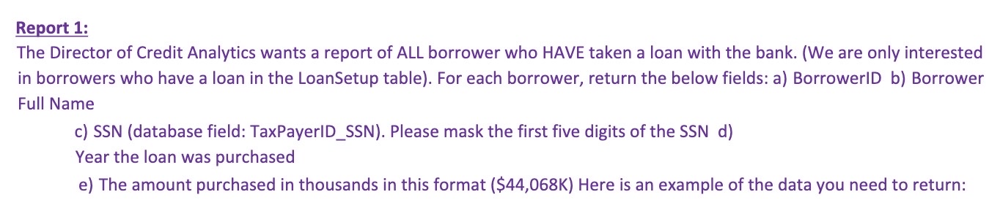 Report 1:
The Director of Credit Analytics wants a report of ALL borrower who HAVE taken a loan with the bank. (We are only interested
in borrowers who have a loan in the LoanSetup table). For each borrower, return the below fields: a) BorrowerID b) Borrower
Full Name
c) SSN (database field: TaxPayerID_SSN). Please mask the first five digits of the SSN d)
Year the loan was purchased
e) The amount purchased in thousands in this format ($44,068K) Here is an example of the data you need to return: